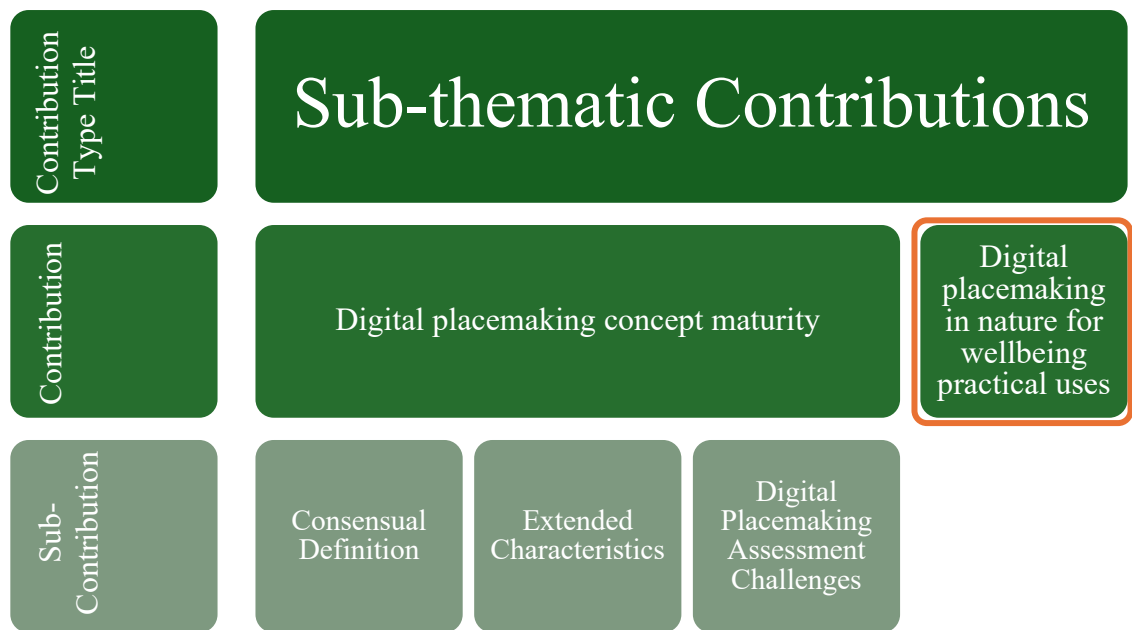 Contribution
Type Title
Sub-thematic Contributions
Contribution
Digital placemaking concept maturity
Digital
placemaking
in nature for
wellbeing
practical uses
Sub-
Contribution
Consensual
Definition
Extended
Characteristics
Digital
Placemaking
Assessment
Challenges